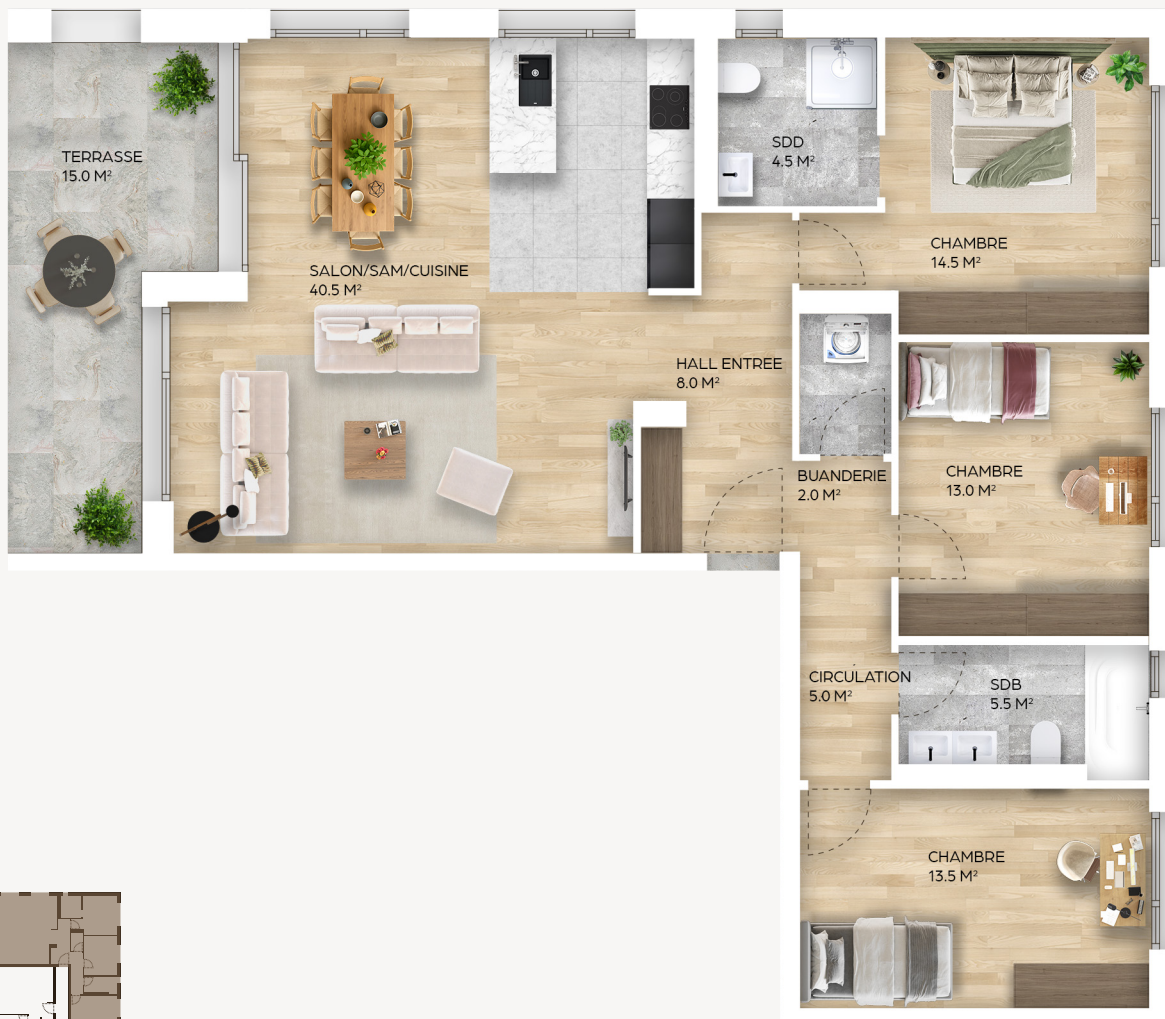 TERRASSE
15.0 M²
SALON/SAM/CUISINE
40.5 M²
SDD
4.5 M²
CHAMBRE
14.5 M²
HALL ENTREE
8.0 M²
BUANDERIE
2.0 M²
CHAMBRE
13.0 M²
CIRCULATION
5.0 M²
SDB
5.5 M²
CHAMBRE
13.5 M²